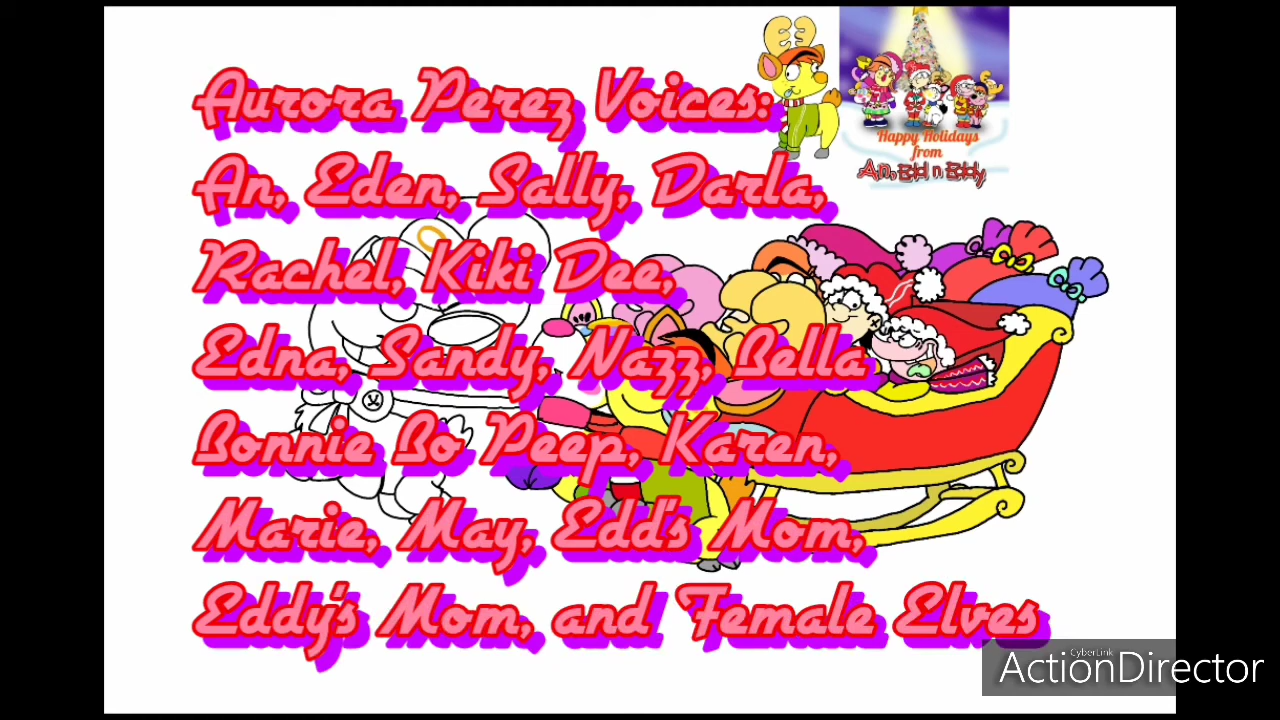 Aurora Perez Voices:
An, Eden, Sally, Darla,
Rachel, Kiki Dee,
Edna, Sandy, Nazz, Bella
Bonnie Bo Peep, Karen,
Marie, May, Edd's Mom,
Eddy's Mom, and Female Elves
Happy Holidays
from
An, Edd n Eddy
CyberLink
ActionDirector